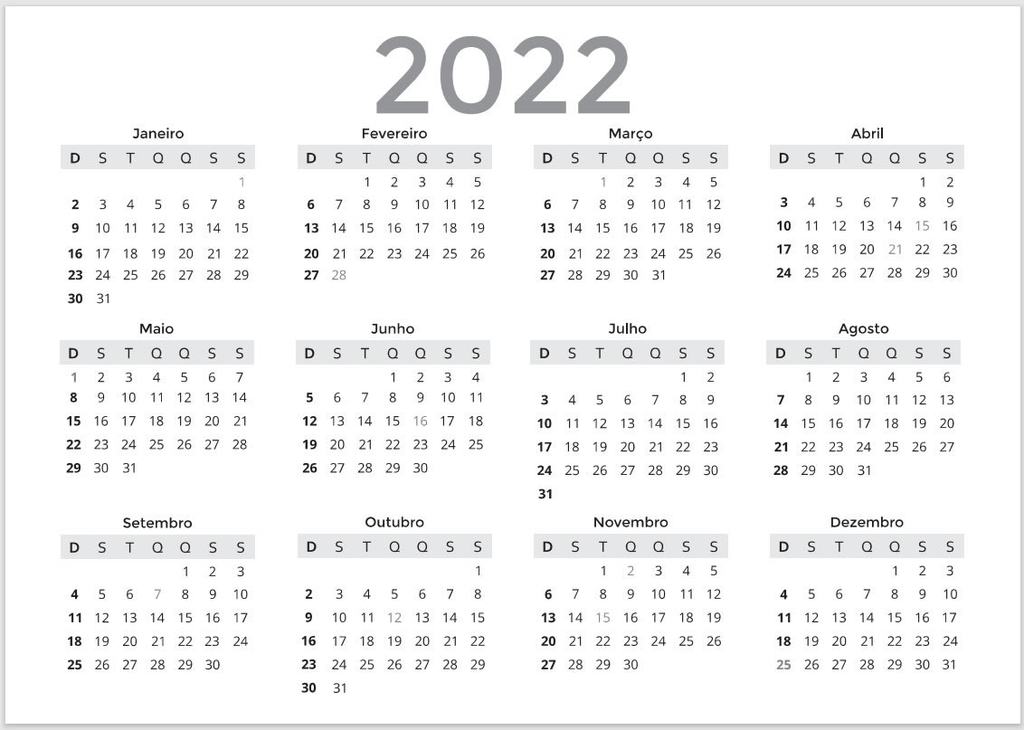 2022
Janeiro
D S T Q Q S S
1
2 3 4 5 6 7 8
9 10 11 12 13 14 15
16 17 18 19 20 21 22
23 24 25 26 27 28 29
30 31
Fevereiro
D S T Q Q S S
1 2 3 4 5
6 7 8 9 10 11 12
13 14 15 16 17 18 19
20 21 22 23 24 25 26
27 28
Março
D S T Q Q S S
1 2 3 4 5
6 7 8 9 10 11 12
13 14 15 16 17 18 19
20 21 22 23 24 25 26
27 28 29 30 31
Abril
D S T Q Q S S
1 2
3 4 5 6 7 8 9
10 11 12 13 14 15 16
17 18 19 20 21 22 23
24 25 26 27 28 29 30
Maio
D S T Q Q S S
1 2 3 4 5 6 7
8 9 10 11 12 13 14
15 16 17 18 19 20 21
22 23 24 25 26 27 28
29 30 31
Junho
D S T Q Q S S
1 2 3 4
5 6 7 8 9 10 11
12 13 14 15 16 17 18
19 20 21 22 23 24 25
26 27 28 29 30
Julho
D S T Q Q S S
1 2
3 4 5 6 7 8 9
10 11 12 13 14 15 16
17 18 19 20 21 22 23
24 25 26 27 28 29 30
31
Agosto
D S T Q Q S S
1 2 3 4 5 6
7 8 9 10 11 12 13
14 15 16 17 18 19 20
21 22 23 24 25 26 27
28 29 30 31
Setembro
D S T Q Q S S
1 2 3
4 5 6 7 8 9 10
11 12 13 14 15 16 17
18 19 20 21 22 23 24
25 26 27 28 29 30
Outubro
D S T Q Q S S
1
2 3 4 5 6 7 8
9 10 11 12 13 14 15
16 17 18 19 20 21 22
23 24 25 26 27 28 29
30 31
Novembro
D S T Q Q S S
1 2 3 4 5
6 7 8 9 10 11 12
13 14 15 16 17 18 19
20 21 22 23 24 25 26
27 28 29 30
Dezembro
D S T Q Q S S
1 2 3
4 5 6 7 8 9 10
11 12 13 14 15 16 17
18 19 20 21 22 23 24
25 26 27 28 29 30 31